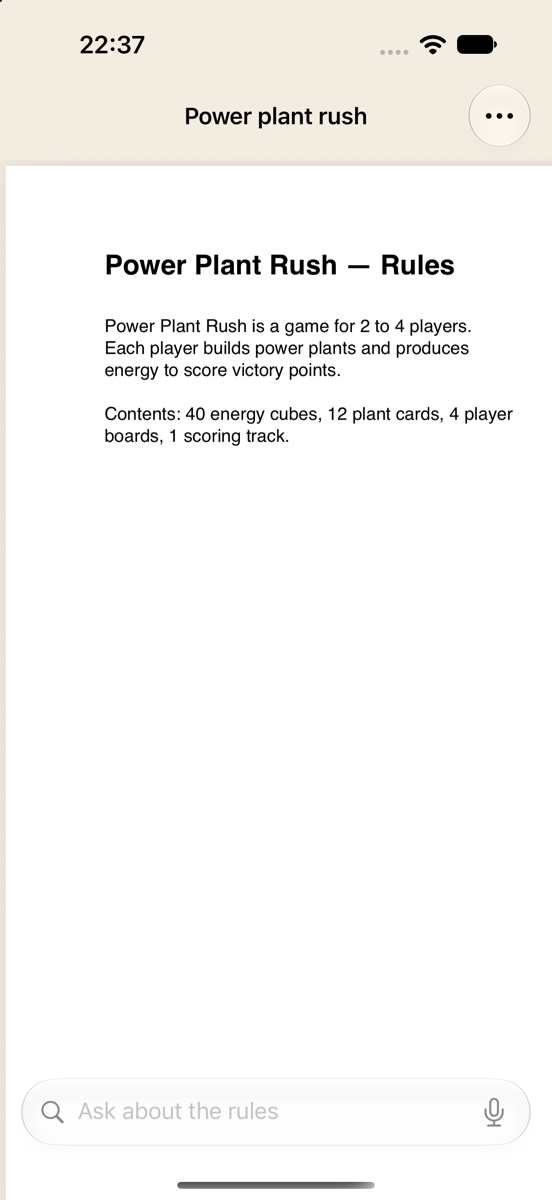 22:37
Power plant rush
Power Plant Rush — Rules
Power Plant Rush is a game for 2 to 4 players.
Each player builds power plants and produces
energy to score victory points.
Contents: 40 energy cubes, 12 plant cards, 4 player
boards, 1 scoring track.
Ask about the rules